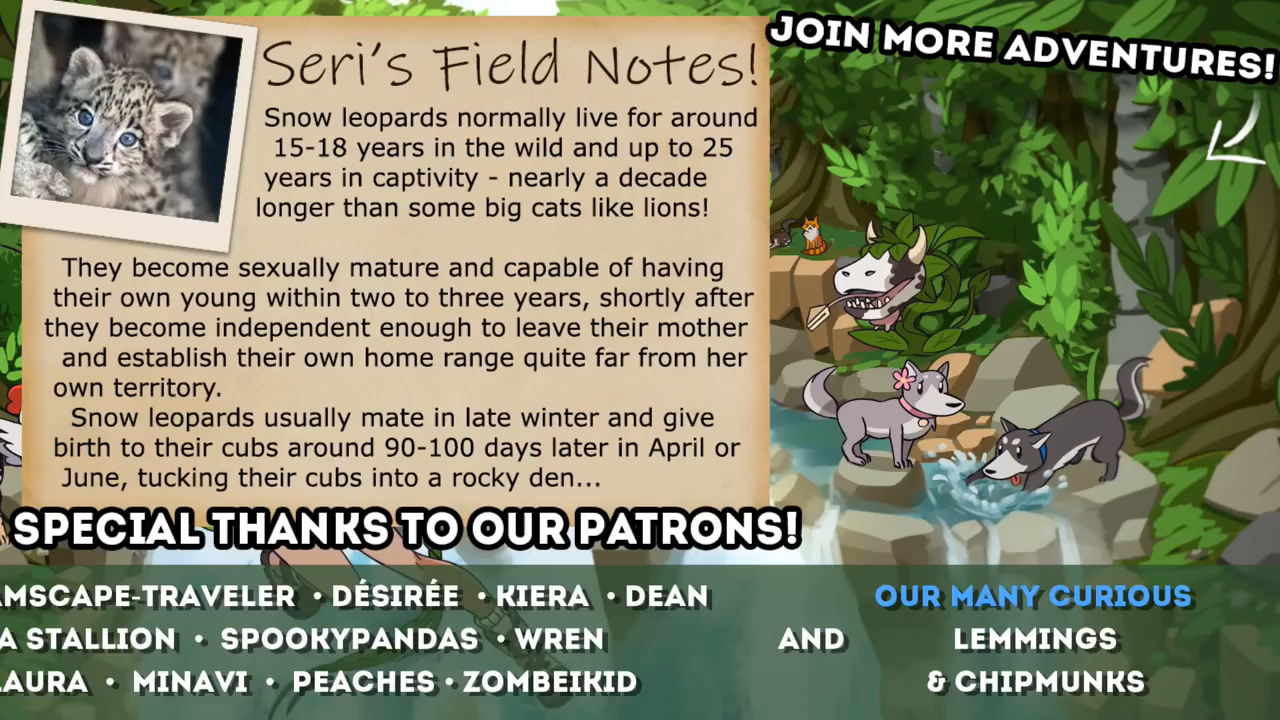 Seri's Field Notes!
JOIN MORE ADVENTURES!
Snow leopards normally live for around
15-18 years in the wild and up to 25
years in captivity - nearly a decade
longer than some big cats like lions!
They become sexually mature and capable of having
their own young within two to three years, shortly after
they become independent enough to leave their mother
and establish their own home range quite far from her
own territory.
Snow leopards usually mate in late winter and give
birth to their cubs around 90-100 days later in April or
June, tucking their cubs into a rocky den...
SPECIAL THANKS TO OUR PATRONS!
AMSCAPE-TRAVELER • DÉSIRÉE • KIERA • DEAN
A STALLION • SPOOKYPANDAS • WREN
LAURA • MINAVI • PEACHES • ZOMBEIKID
AND
OUR MANY CURIOUS
LEMMINGS
& CHIPMUNKS